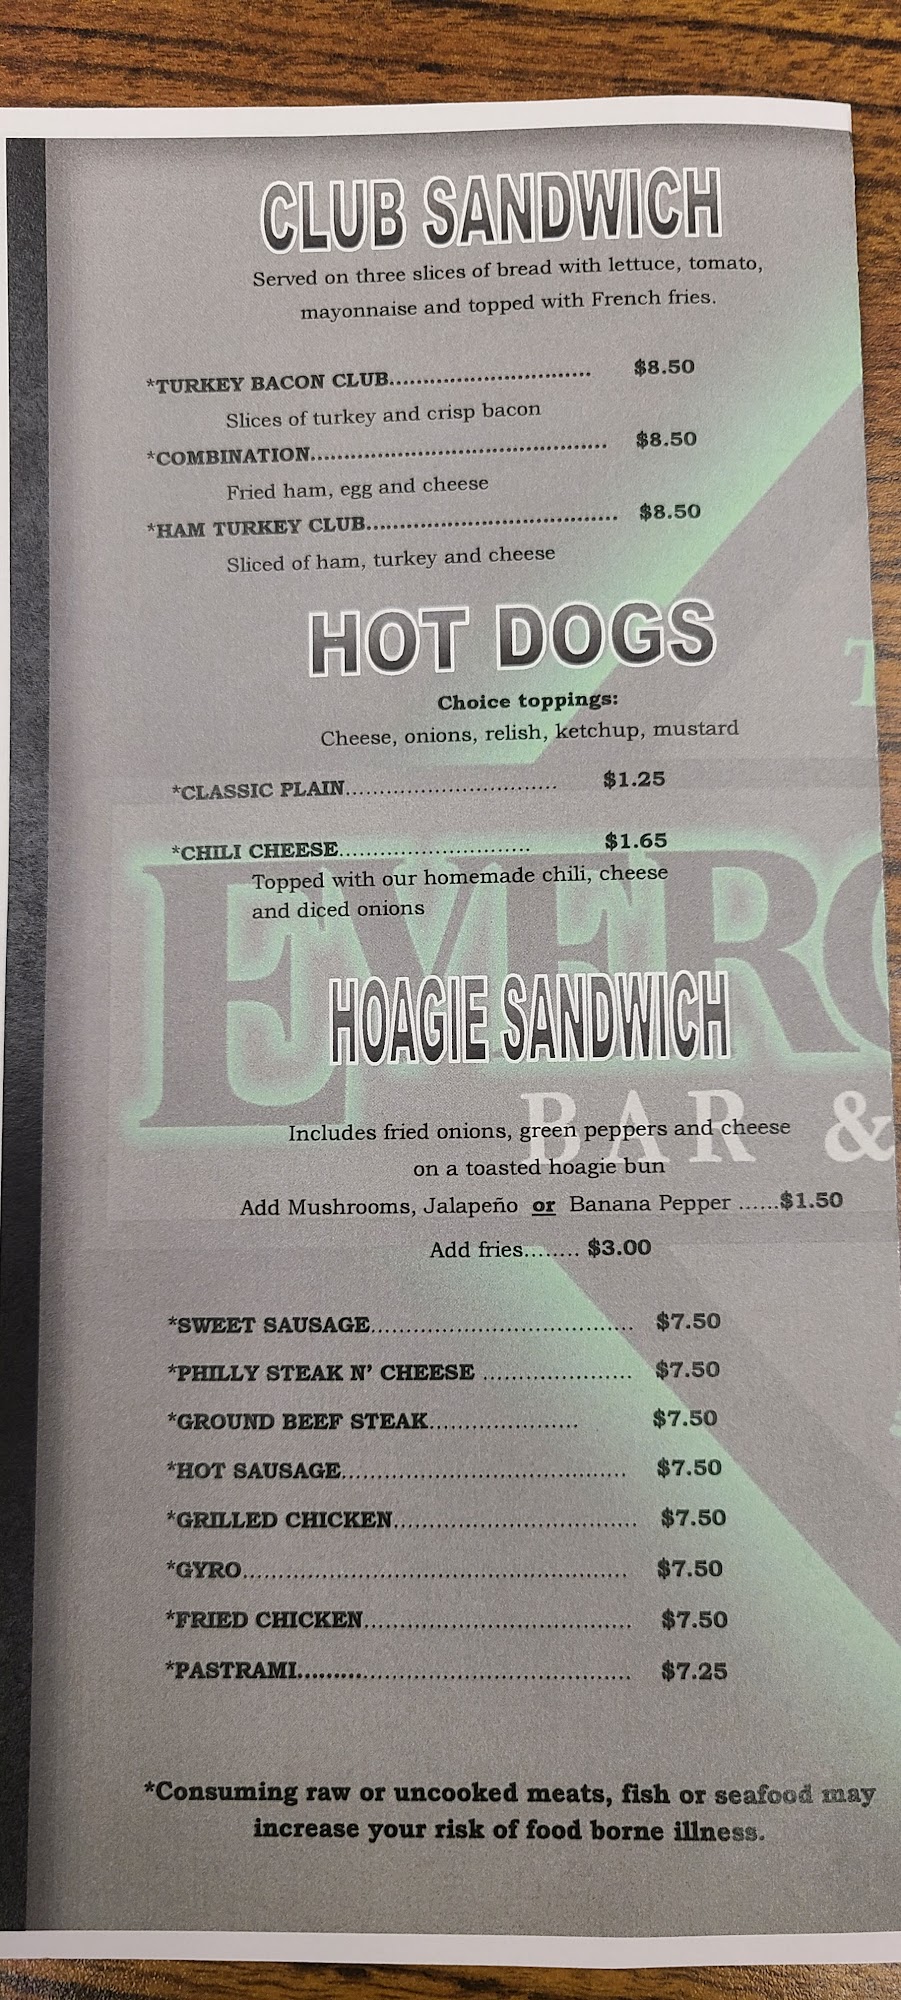 CLUB SANDWICH
Served on three slices of bread with lettuce, tomato,
mayonnaise and topped with French fries.
*TURKEY BACON CLUB.............................. $8.50
Slices of turkey and crisp bacon
*COMBINATION............................................ $8.50
Fried ham, egg and cheese
*HAM TURKEY CLUB..................................... $8.50
Sliced of ham, turkey and cheese
HOT DOGS
Choice toppings:
Cheese, onions, relish, ketchup, mustard
*CLASSIC PLAIN............................... $1.25
*CHILI CHEESE............................ $1.65
Topped with our homemade chili, cheese
and diced onions
HOAGIE SANDWICH
BAR &
Includes fried onions, green peppers and cheese
on a toasted hoagie bun
Add Mushrooms, Jalapeño or Banana Pepper ......$1.50
Add fries........ $3.00
*SWEET SAUSAGE....................................... $7.50
*PHILLY STEAK N' CHEESE ...................... $7.50
*GROUND BEEF STEAK...................... $7.50
*HOT SAUSAGE.......................................... $7.50
*GRILLED CHICKEN.................................... $7.50
*GYRO......................................................... $7.50
*FRIED CHICKEN........................................ $7.50
*PASTRAMI................................................. $7.25
*Consuming raw or uncooked meats, fish or seafood may
increase your risk of food borne illness.